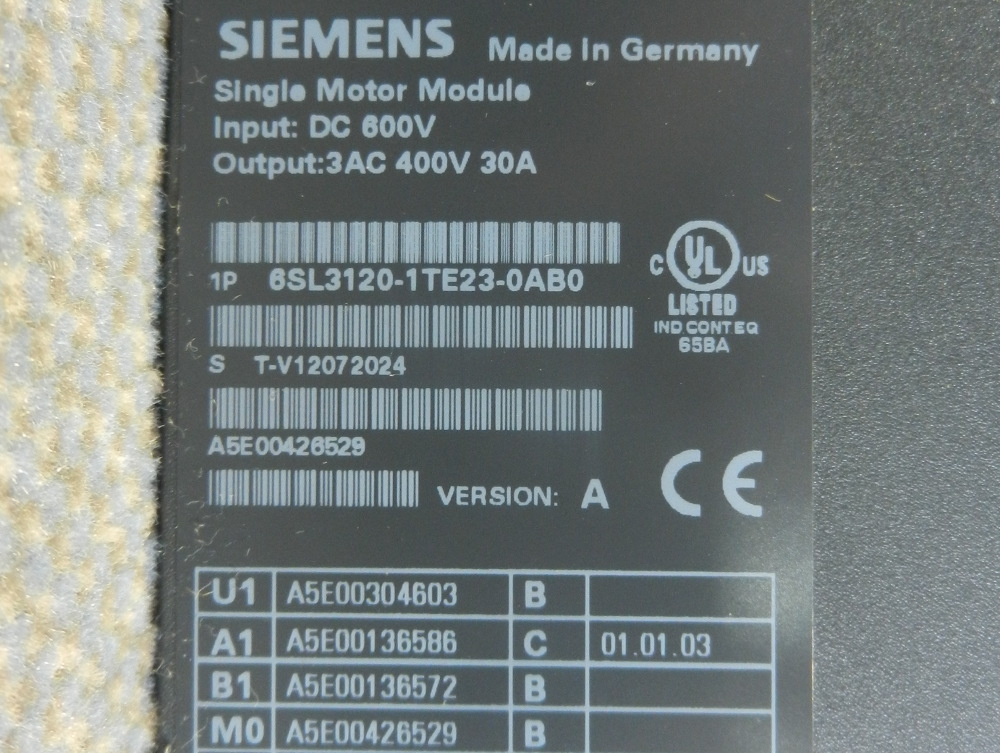 SIEMENS Made In Germany
Single Motor Module
Input: DC 600V
Output:3AC 400V 30A
1P 6SL3120-1TE23-0AB0
C UL US
LISTED
IND CONT EQ
65BA
S T-V12072024
A5E00426529
VERSION: A
CE
U1 A5E00304603 B
A1 A5E00136586 C 01.01.03
B1 A5E00136572 B
M0 A5E00426529 B